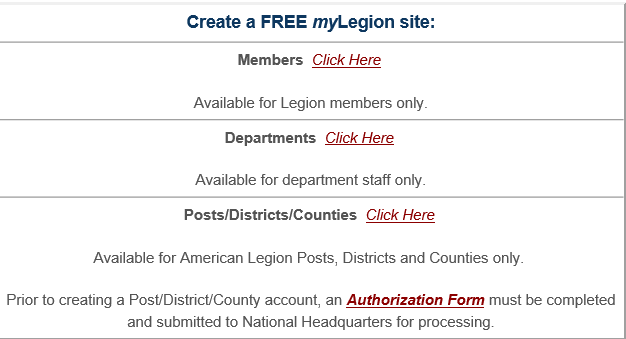 Create a FREE myLegion site:
Members Click Here
Available for Legion members only.
Departments Click Here
Available for department staff only.
Posts/Districts/Counties Click Here
Available for American Legion Posts, Districts and Counties only.
Prior to creating a Post/District/County account, an Authorization Form must be completed
and submitted to National Headquarters for processing.